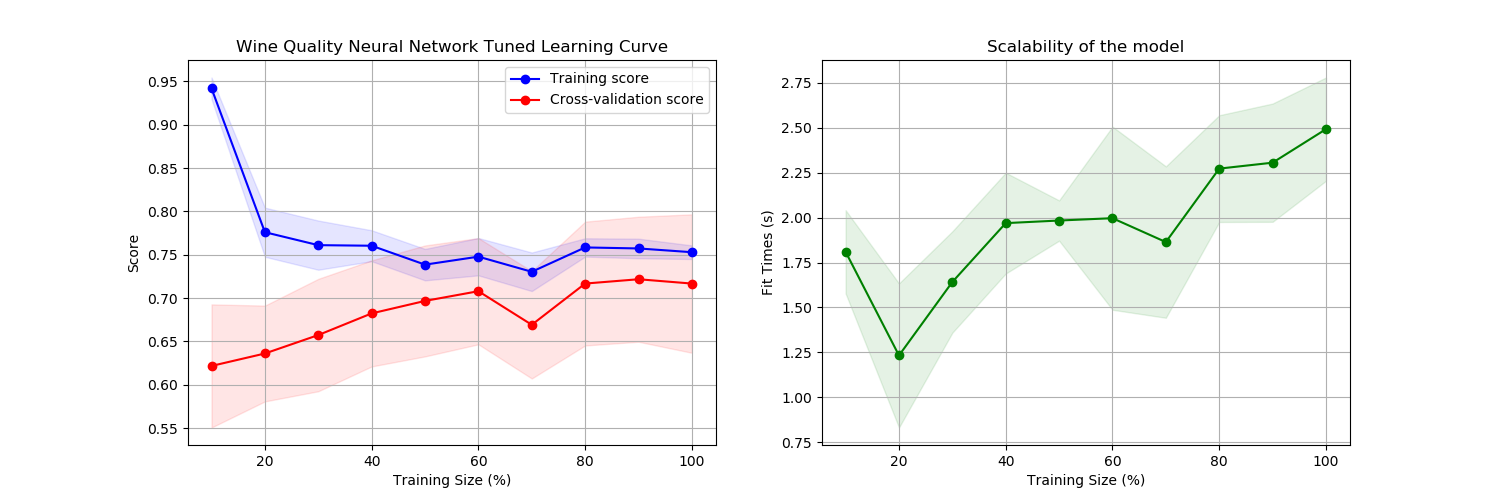 Wine Quality Neural Network Tuned Learning Curve
Training score
Cross-validation score
0.95
0.90
0.85
0.80
0.75
0.70
0.65
0.60
0.55
Score
20 40 60 80 100
Training Size (%)
Scalability of the model
2.75
2.50
2.25
2.00
1.75
1.50
1.25
1.00
0.75
Fit Times (s)
20 40 60 80 100
Training Size (%)